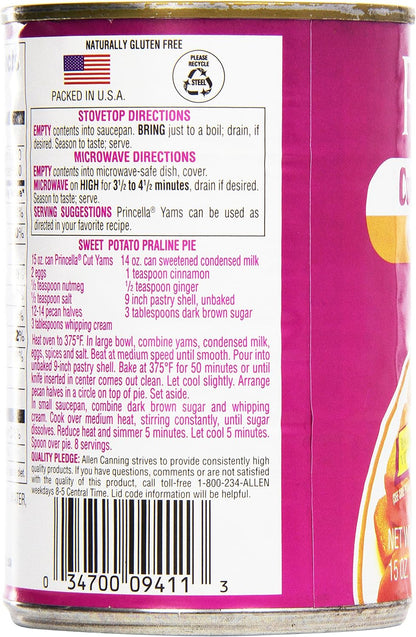 NATURALLY GLUTEN FREE
PLEASE
RECYCLE
STEEL
PACKED IN U.S.A.
STOVETOP DIRECTIONS
EMPTY contents into saucepan. BRING just to a boil; drain, if
desired. Season to taste; serve.
MICROWAVE DIRECTIONS
EMPTY contents into microwave-safe dish, cover.
MICROWAVE on HIGH for 3½ to 4½ minutes, drain if desired.
Season to taste; serve.
SERVING SUGGESTIONS Princella® Yams can be used as
directed in your favorite recipe.
SWEET POTATO PRALINE PIE
15 oz. can Princella® Cut Yams 14 oz. can sweetened condensed milk
2 eggs 1 teaspoon cinnamon
teaspoon nutmeg ½ teaspoon ginger
teaspoon salt 9 inch pastry shell, unbaked
12-14 pecan halves 3 tablespoons dark brown sugar
3 tablespoons whipping cream
Heat oven to 375°F. In large bowl, combine yams, condensed milk,
eggs, spices and salt. Beat at medium speed until smooth. Pour into
unbaked 9-inch pastry shell. Bake at 375°F for 50 minutes or until
knife inserted in center comes out clean. Let cool slightly. Arrange
pecan halves in a circle on top of pie. Set aside.
In small saucepan, combine dark brown sugar and whipping
cream. Cook over medium heat, stirring constantly, until sugar
dissolves. Reduce heat and simmer 5 minutes. Let cool 5 minutes.
Spoon over pie. 8 servings.
QUALITY PLEDGE: Allen Canning strives to provide consistently high
quality products. If you have questions, comments or are not satisfied
with the quality of this product, call toll-free 1-800-234-ALLEN
weekdays 8-5 Central Time. Lid code information will be helpful.
0 34700 09411 3